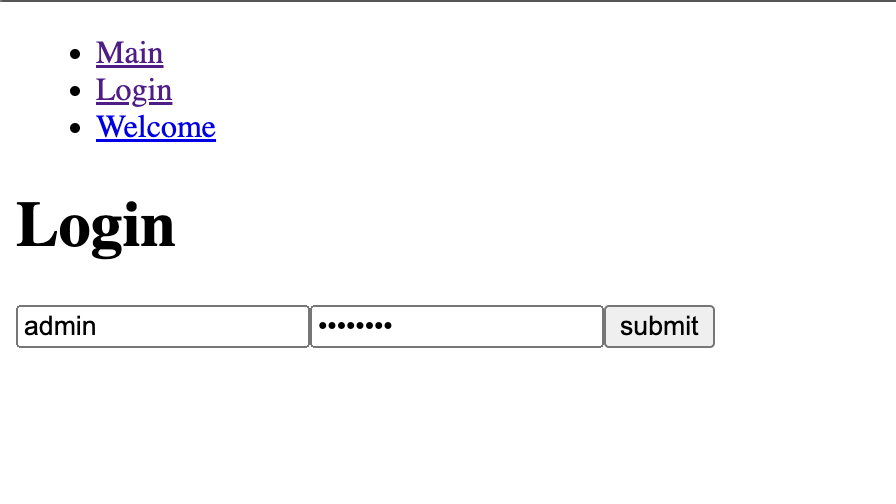 Main
Login
Welcome
Login
admin •••••••• submit